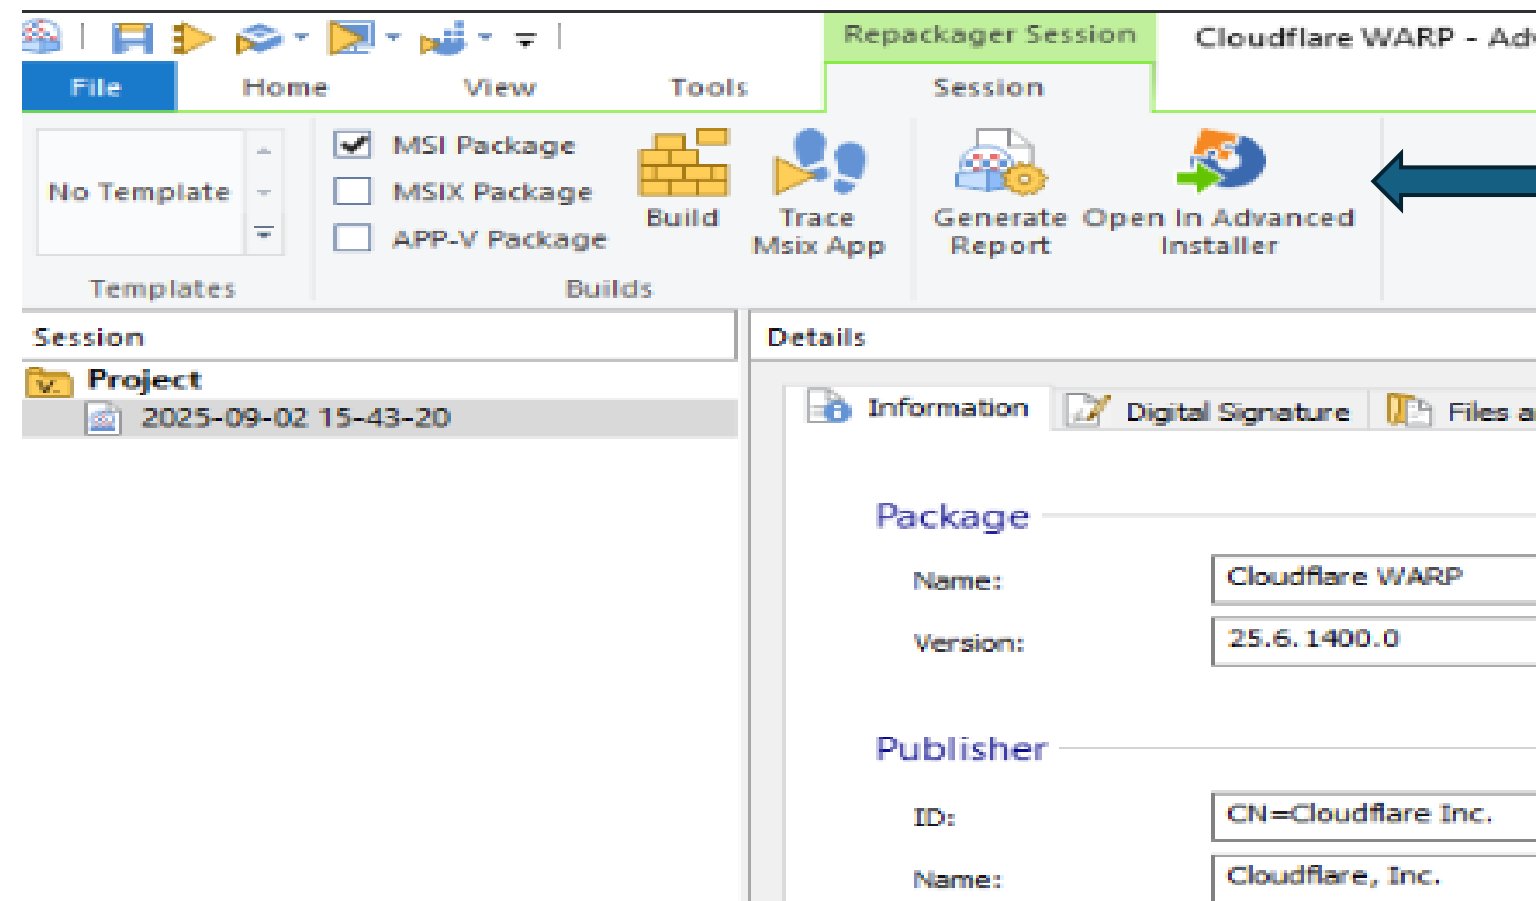 Repackager Session
Cloudflare WARP - Adv
File
Home
View
Tools
Session
No Template
MSI Package
MSIX Package
APP-V Package
Build
Trace
Msix App
Generate
Report
Open In Advanced
Installer
Templates
Builds
Session
Details
Project
2025-09-02 15-43-20
Information
Digital Signature
Files a
Package
Name:
Cloudflare WARP
Version:
25.6.1400.0
Publisher
ID:
CN=Cloudflare Inc.
Name:
Cloudflare, Inc.